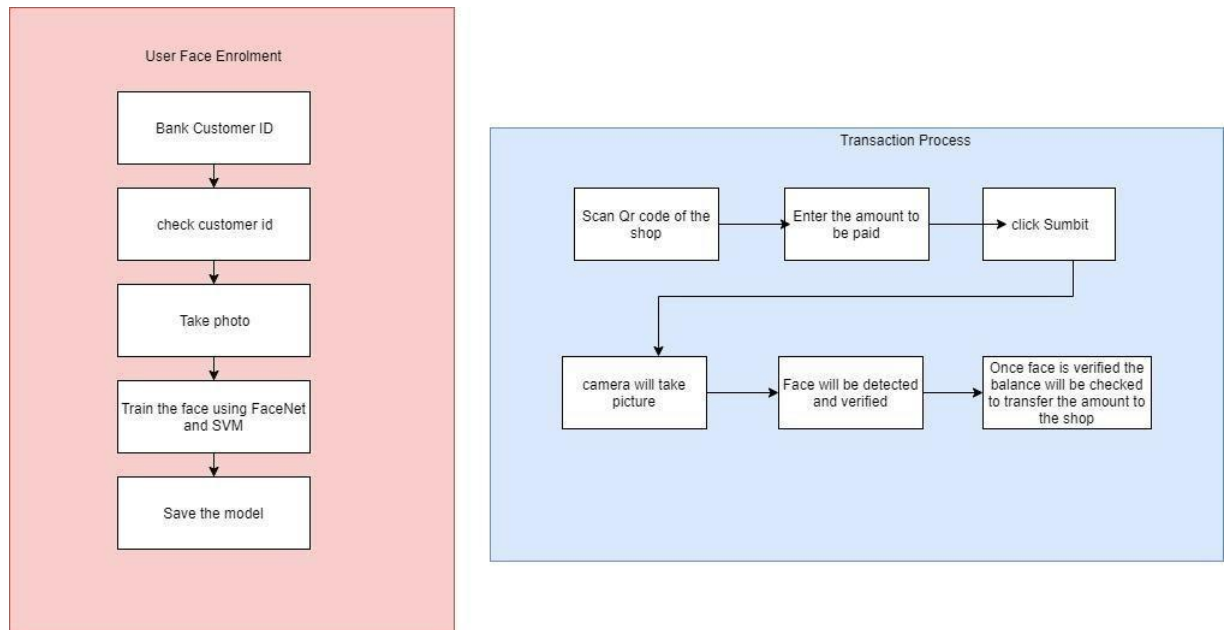 User Face Enrolment
Bank Customer ID
check customer id
Take photo
Train the face using FaceNet
and SVM
Save the model
Transaction Process
Scan Qr code of the
shop
Enter the amount to
be paid
click Sumbit
camera will take
picture
Face will be detected
and verified
Once face is verified the
balance will be checked
to transfer the amount to
the shop